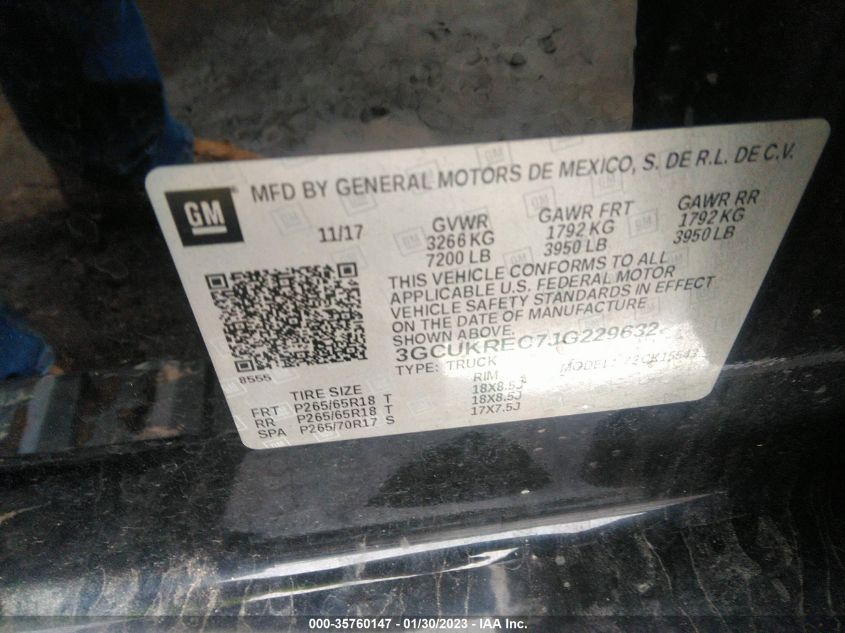 GM
MFD BY GENERAL MOTORS DE MEXICO, S. DE R.L. DE C.V.
11/17
GVWR
3266 KG
7200 LB
GAWR FRT
1792 KG
3950 LB
GAWR RR
1792 KG
3950 LB
THIS VEHICLE CONFORMS TO ALL
APPLICABLE U.S. FEDERAL MOTOR
VEHICLE SAFETY STANDARDS IN EFFECT
ON THE DATE OF MANUFACTURE
SHOWN ABOVE.
3GCUKREC7JG229632
TYPE: TRUCK
MODEL:
8555
TIRE SIZE
RIM
FRT P265/65R18 T 18X8.5J
RR P265/65R18 T 18X8.5J
SPA P265/70R17 S 17X7.5J
000-35760147 - 01/30/2023 - IAA Inc.